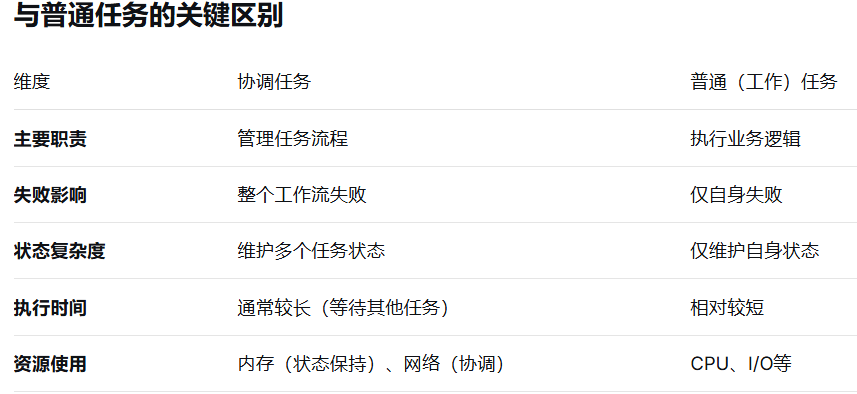 与普通任务的关键区别
维度 协调任务 普通（工作）任务
主要职责 管理任务流程 执行业务逻辑
失败影响 整个工作流失败 仅自身失败
状态复杂度 维护多个任务状态 仅维护自身状态
执行时间 通常较长（等待其他任务） 相对较短
资源使用 内存（状态保持）、网络（协调） CPU、I/O等